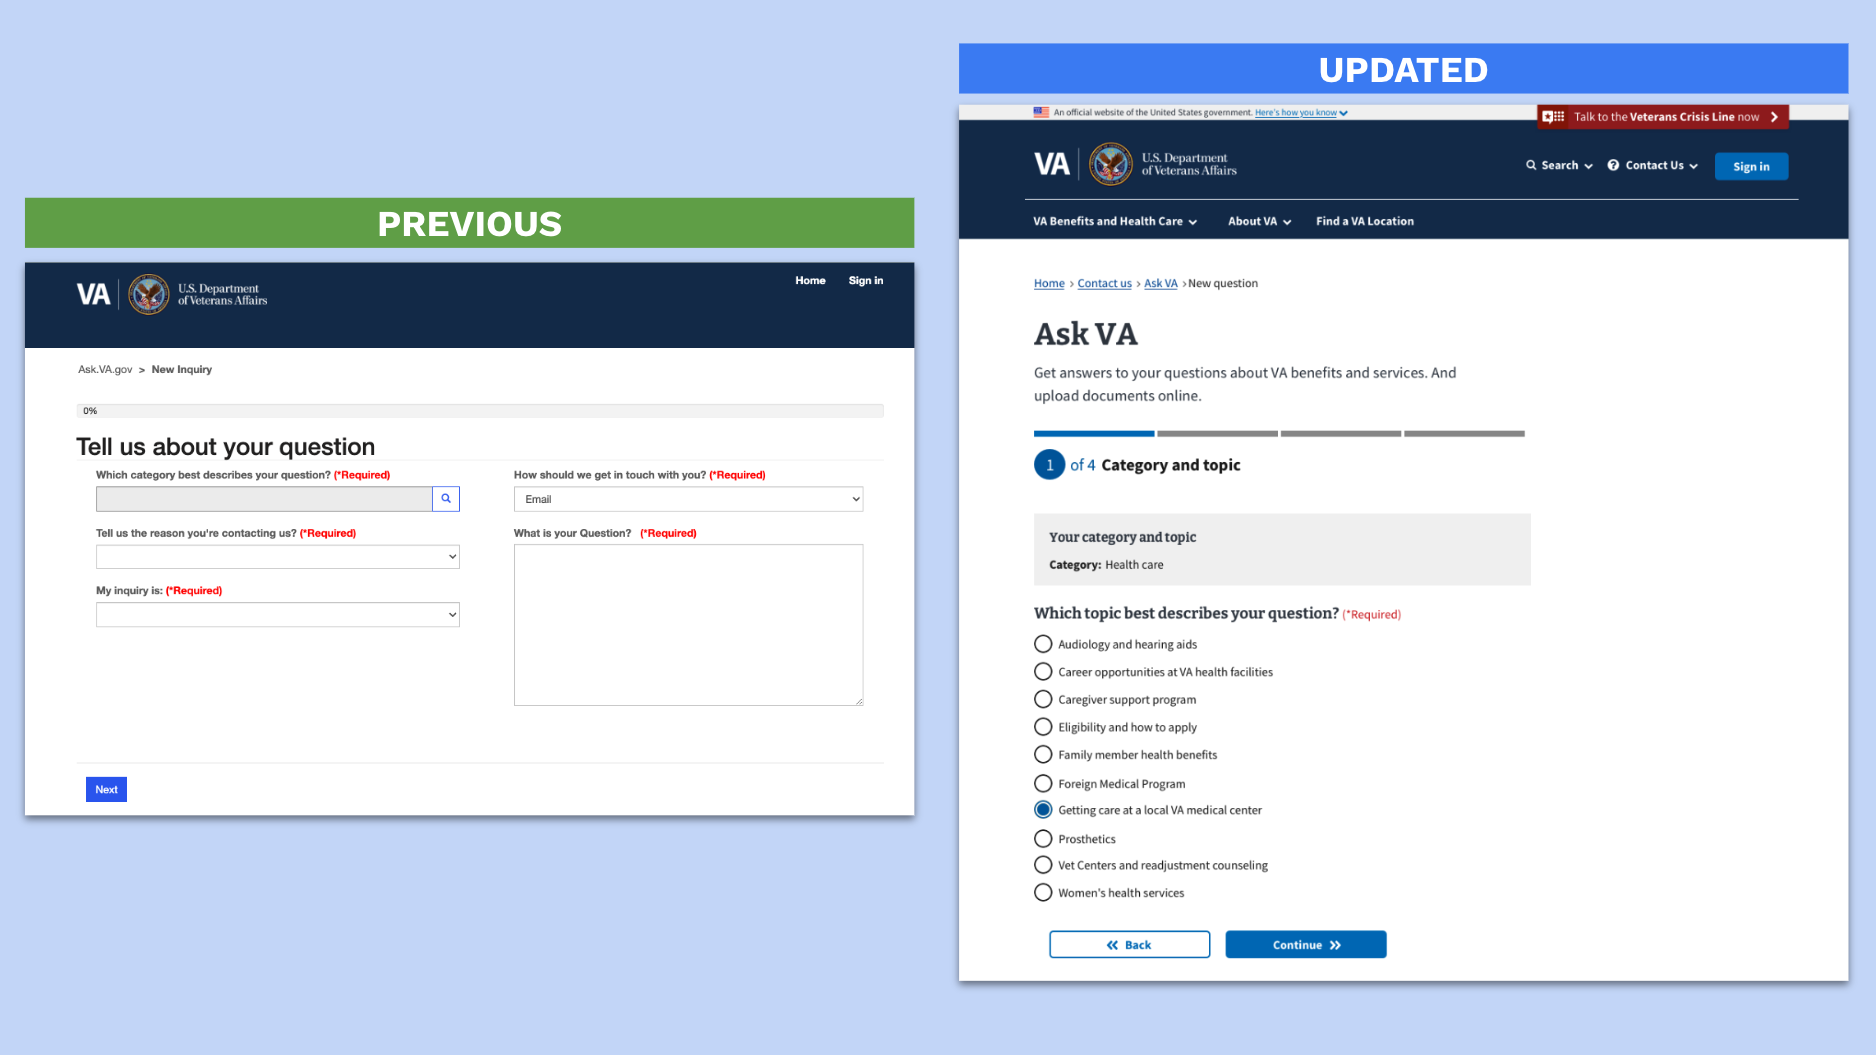 PREVIOUS
VA
U.S. Department
of Veterans Affairs
Home Sign in
Ask.VA.gov > New Inquiry
0%
Tell us about your question
Which category best describes your question? (*Required)
Tell us the reason you're contacting us? (*Required)
My inquiry is: (*Required)
How should we get in touch with you? (*Required)
Email
What is your Question? (*Required)
Next
UPDATED
An official website of the United States government. Here's how you know
Talk to the Veterans Crisis Line now
VA
U.S. Department
of Veterans Affairs
Search Contact Us Sign in
VA Benefits and Health Care About VA Find a VA Location
Home > Contact us > Ask VA > New question
Ask VA
Get answers to your questions about VA benefits and services. And
upload documents online.
1 of 4 Category and topic
Your category and topic
Category: Health care
Which topic best describes your question? (*Required)
Audiology and hearing aids
Career opportunities at VA health facilities
Caregiver support program
Eligibility and how to apply
Family member health benefits
Foreign Medical Program
Getting care at a local VA medical center
Prosthetics
Vet Centers and readjustment counseling
Women's health services
Back Continue